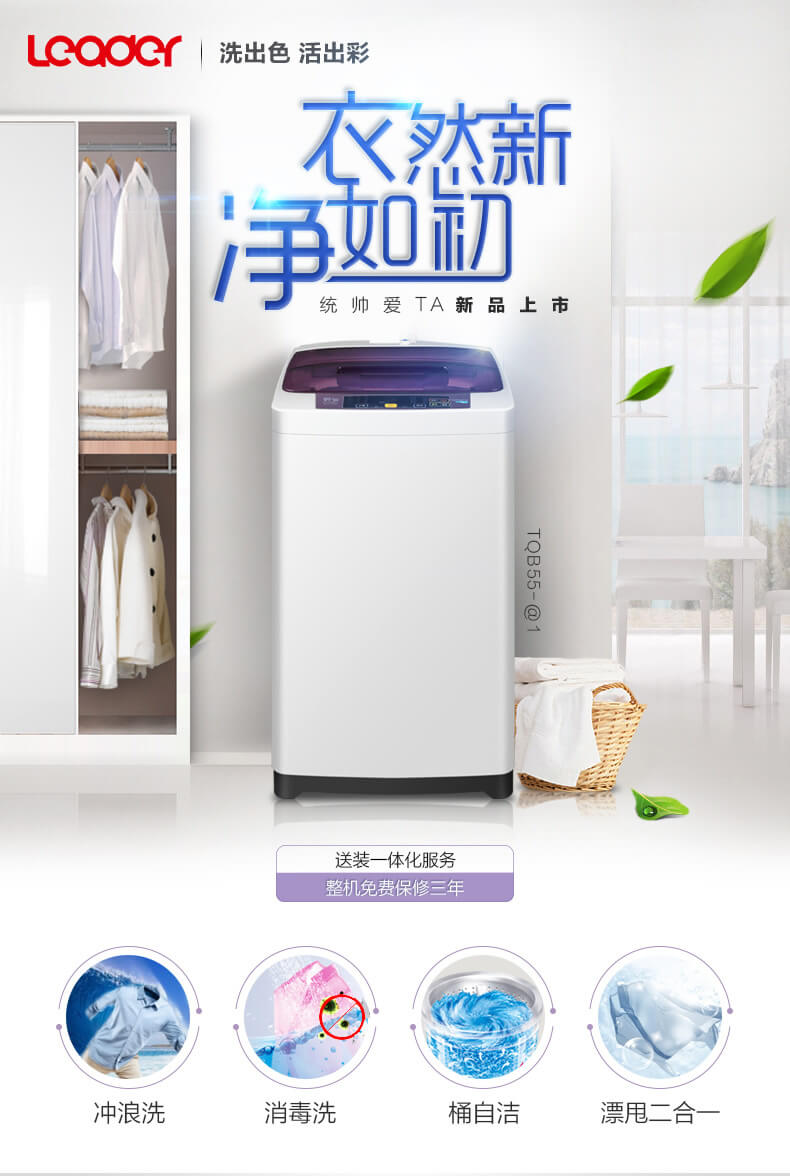 Leader
洗出色 活出彩
衣然新
净如初
统帅爱TA新品上市
TQB55-@1
送装一体化服务
整机免费保修三年
冲浪洗
消毒洗
桶自洁
漂甩二合一